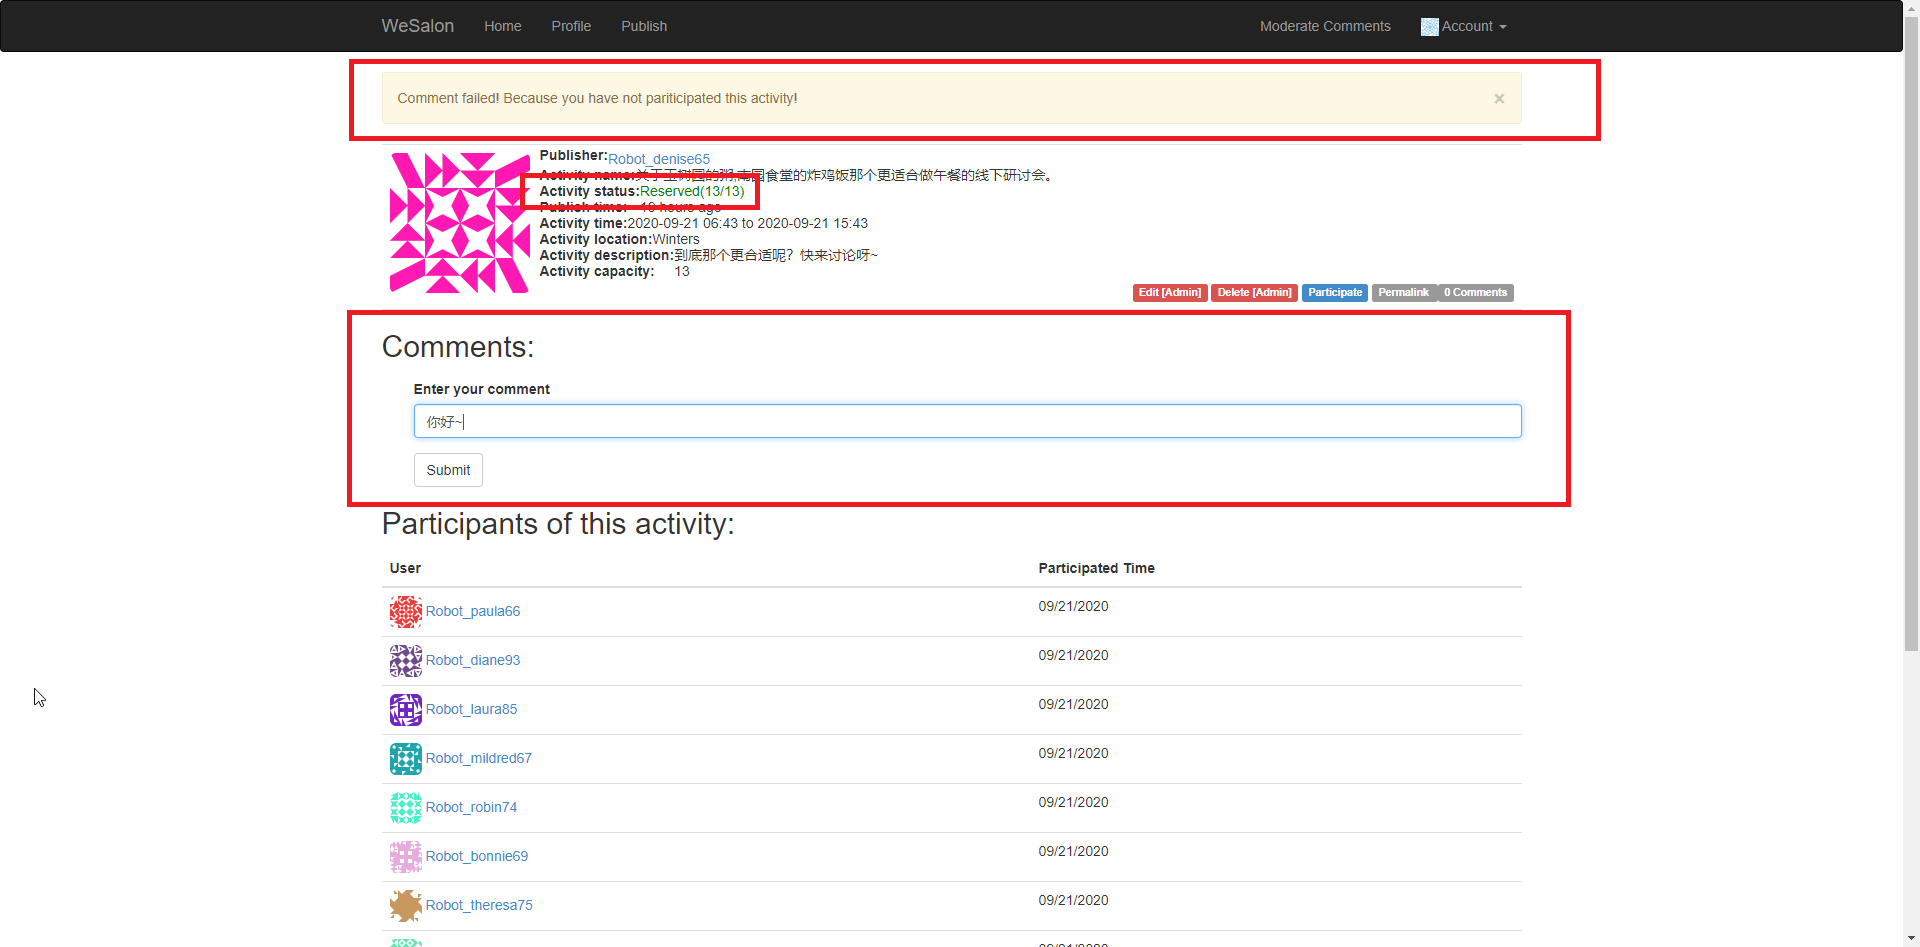 WeSalon Home Profile Publish Moderate Comments Account
Comment failed! Because you have not pariticipated this activity!
×
Publisher:Robot_denise65
Activity name:关于玉树园的粥,南园食堂的炸鸡饭那个更适合做午餐的线下研讨会。
Activity status:Reserved(13/13)
Publish time: 19 hours ago
Activity time:2020-09-21 06:43 to 2020-09-21 15:43
Activity location:Winters
Activity description:到底那个更合适呢？快来讨论呀~
Activity capacity: 13
Edit [Admin] Delete [Admin] Participate Permalink 0 Comments
Comments:
Enter your comment
你好~
Submit
Participants of this activity:
User Participated Time
Robot_paula66 09/21/2020
Robot_diane93 09/21/2020
Robot_laura85 09/21/2020
Robot_mildred67 09/21/2020
Robot_robin74 09/21/2020
Robot_bonnie69 09/21/2020
Robot_theresa75 09/21/2020